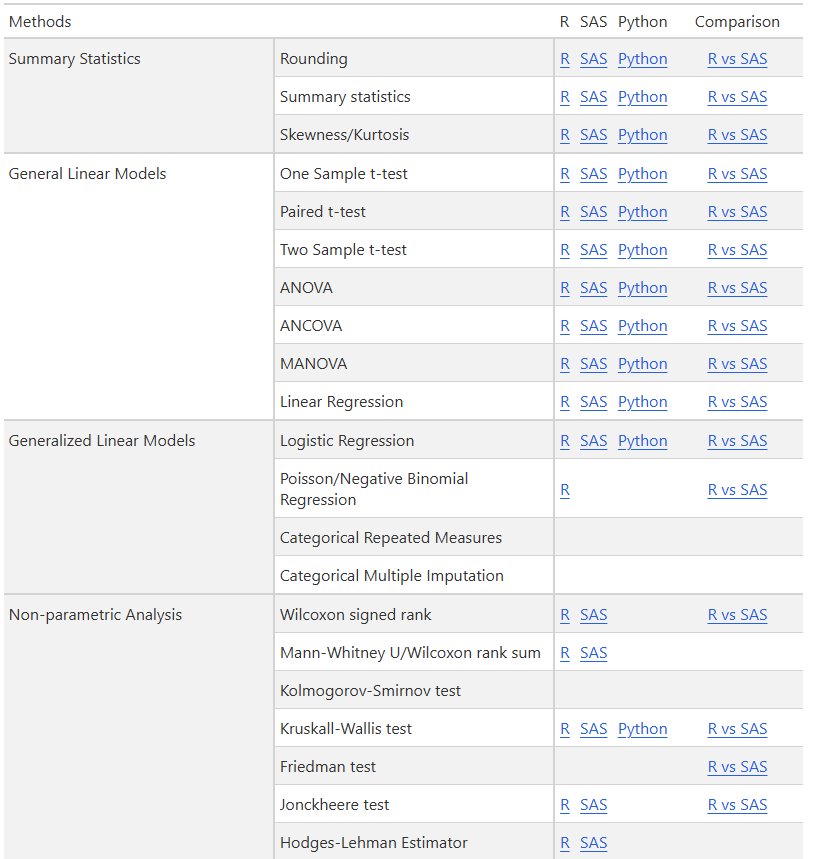 Methods R SAS Python Comparison
Summary Statistics Rounding R SAS Python R vs SAS
Summary statistics R SAS Python R vs SAS
Skewness/Kurtosis R SAS Python R vs SAS
General Linear Models One Sample t-test R SAS Python R vs SAS
Paired t-test R SAS Python R vs SAS
Two Sample t-test R SAS Python R vs SAS
ANOVA R SAS Python R vs SAS
ANCOVA R SAS Python R vs SAS
MANOVA R SAS Python R vs SAS
Linear Regression R SAS Python R vs SAS
Generalized Linear Models Logistic Regression R SAS Python R vs SAS
Poisson/Negative Binomial
Regression R R vs SAS
Categorical Repeated Measures
Categorical Multiple Imputation
Non-parametric Analysis Wilcoxon signed rank R SAS R vs SAS
Mann-Whitney U/Wilcoxon rank sum R SAS
Kolmogorov-Smirnov test
Kruskall-Wallis test R SAS Python R vs SAS
Friedman test R vs SAS
Jonckheere test R SAS R vs SAS
Hodges-Lehman Estimator R SAS